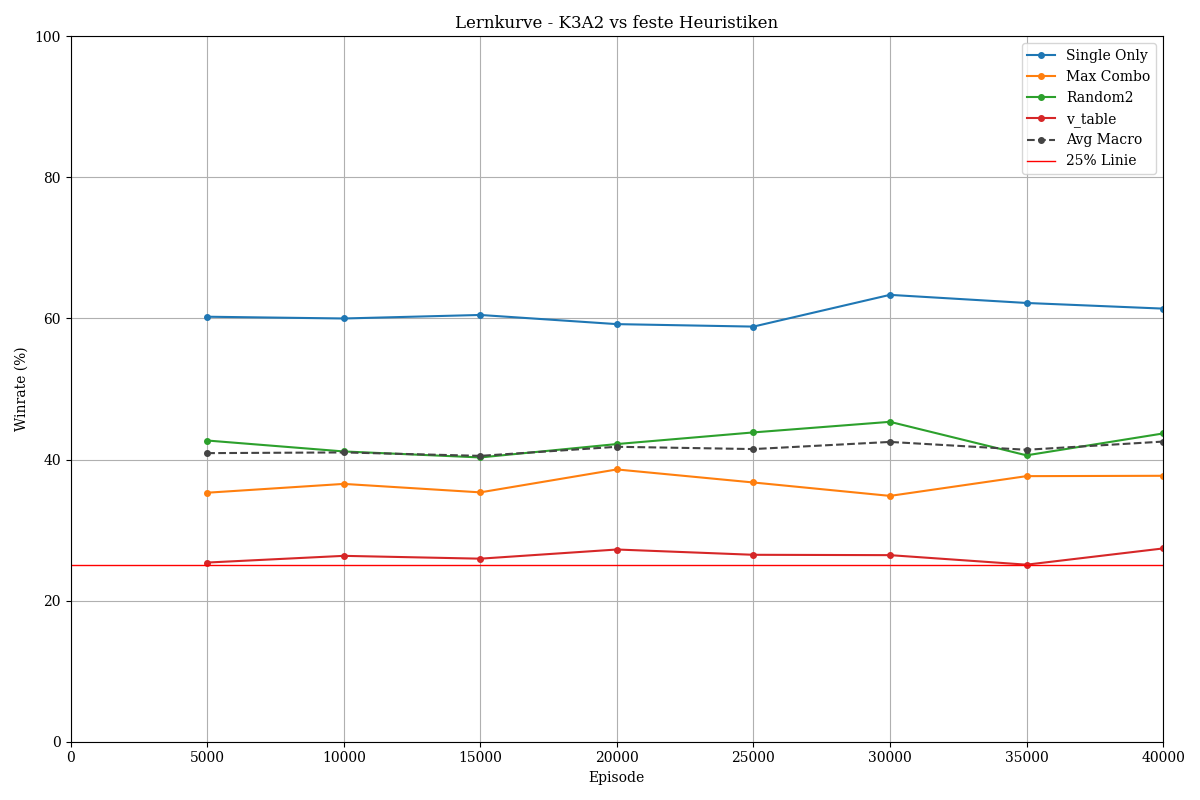 Lernkurve - K3A2 vs feste Heuristiken
100
80
60
40
20
0
Winrate (%)
Single Only
Max Combo
Random2
v_table
Avg Macro
25% Linie
0 5000 10000 15000 20000 25000 30000 35000 40000
Episode